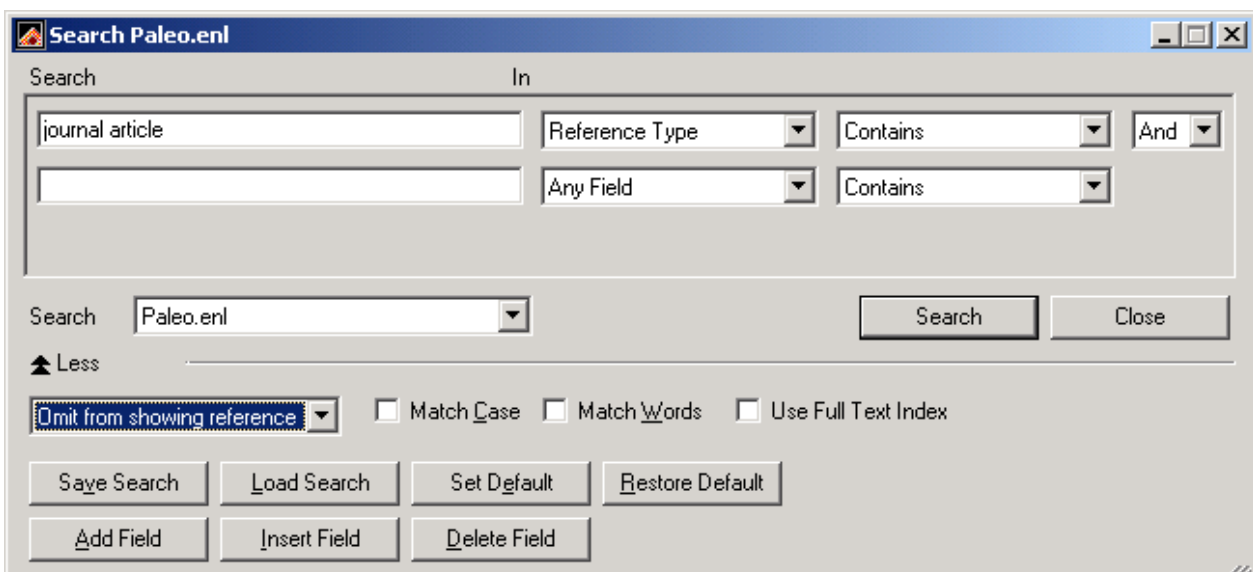 Search Paleo.enl
Search In
journal article Reference Type Contains And
Any Field Contains
Search Paleo.enl Search Close
Less
Omit from showing reference Match Case Match Words Use Full Text Index
Save Search Load Search Set Default Restore Default
Add Field Insert Field Delete Field